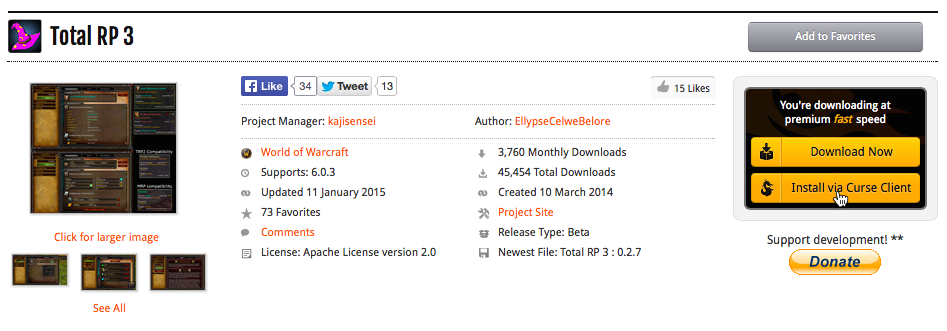 Total RP 3
Add to Favorites
Like 34 Tweet 13
15 Likes
Project Manager: kajisensei
Author: EllypseCelweBelore
World of Warcraft
Supports: 6.0.3
Updated 11 January 2015
73 Favorites
Comments
License: Apache License version 2.0
3,760 Monthly Downloads
45,454 Total Downloads
Created 10 March 2014
Project Site
Release Type: Beta
Newest File: Total RP 3 : 0.2.7
TRP2 Compatibility
MRP compatibility
Click for larger image
See All
You're downloading at
premium fast speed
Download Now
Install via Curse Client
Support development! **
Donate